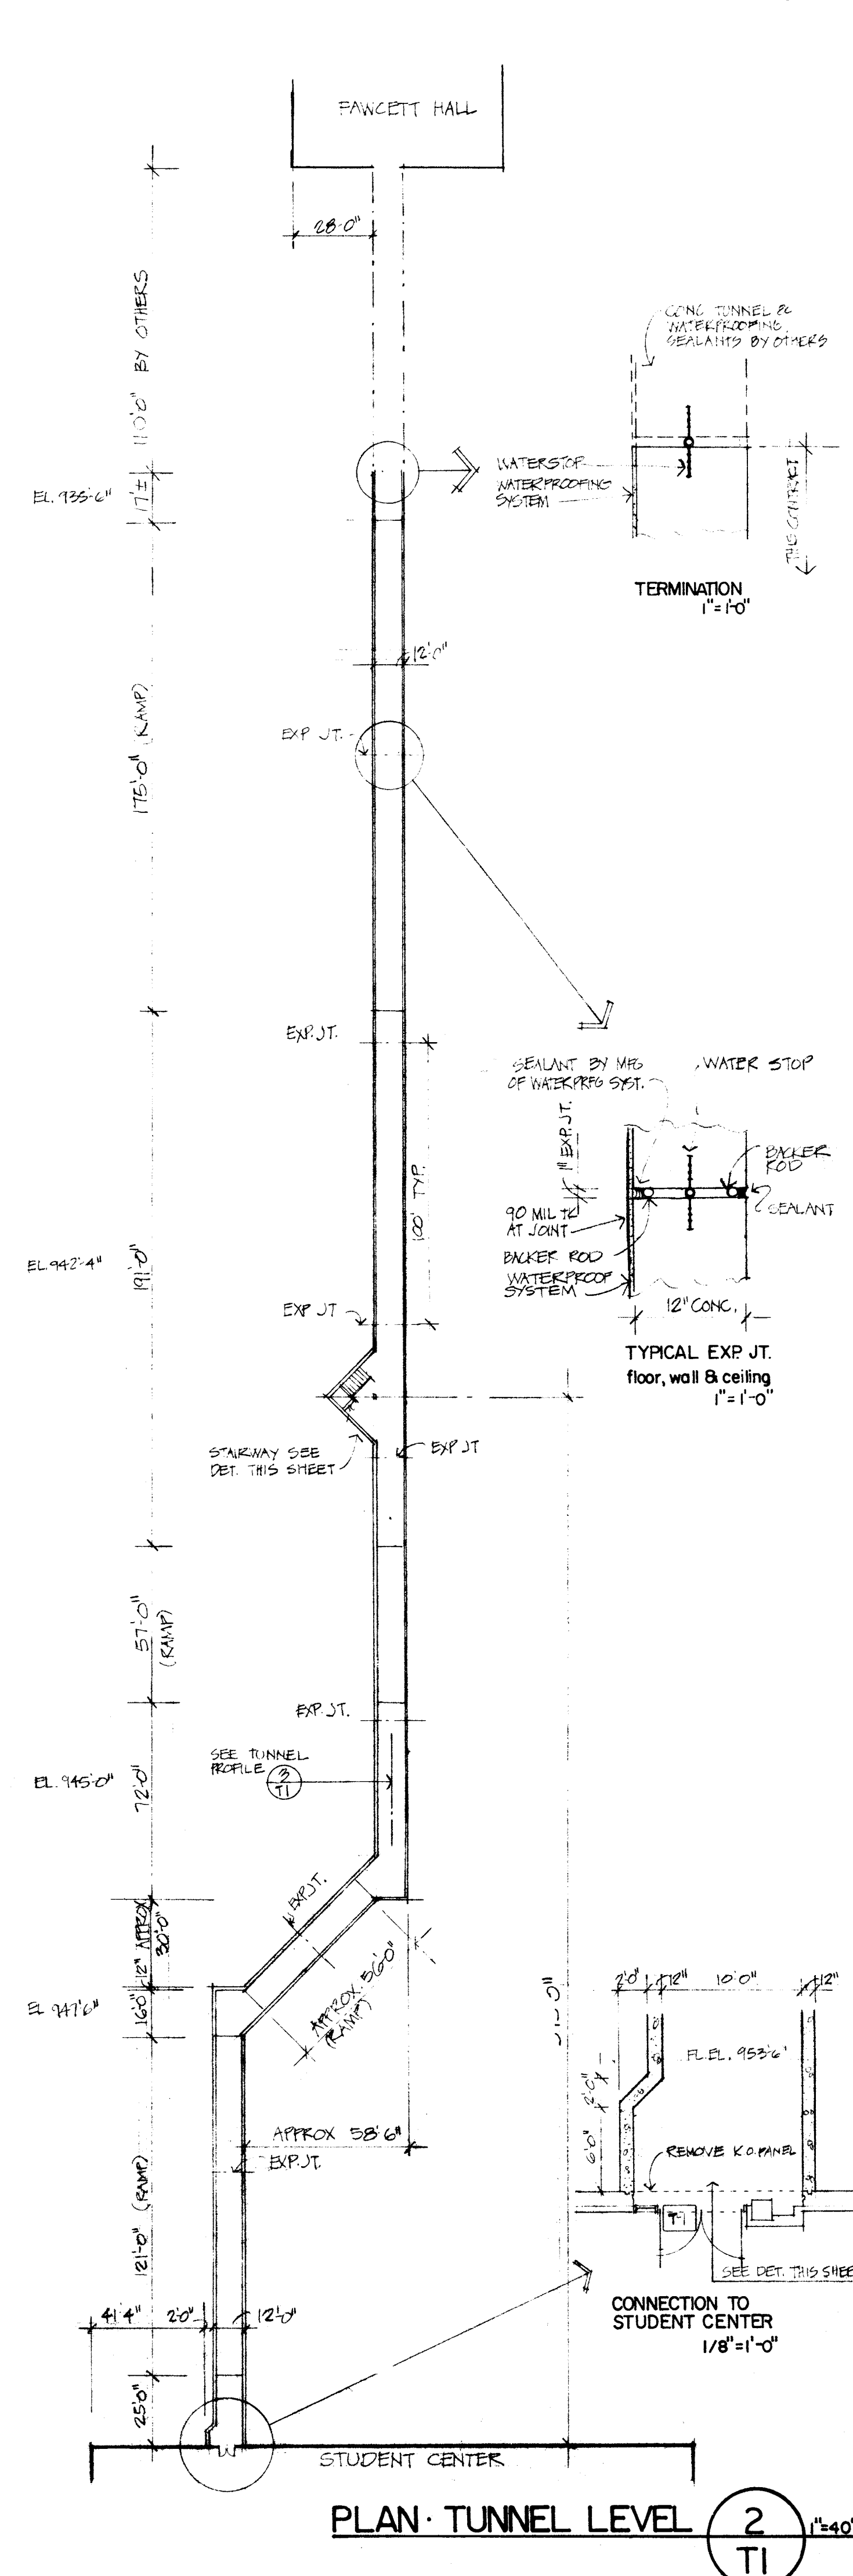 FAWCETT HALL
28'-0"
110'-0" BY OTHERS
CONC TUNNEL &
WATERPROOFING,
SEALANTS BY OTHERS
17'±
EL. 935'-6"
WATERSTOP
WATERPROOFING
SYSTEM
THIS CONTRACT
TERMINATION
1"=1'-0"
12'-0"
175'-0" (RAMP)
EXP JT.
EXP. JT.
SEALANT BY MFG
OF WATERPRFG SYST.
WATER STOP
1" EXP. JT.
BACKER
ROD
SEALANT
90 MIL TK
AT JOINT
BACKER ROD
WATERPROOF
SYSTEM
12" CONC.
TYPICAL EXP. JT.
floor, wall & ceiling
1"=1'-0"
100' TYP.
EL. 942'-4"
191'-0"
EXP JT
STAIRWAY SEE
DET. THIS SHEET
EXP JT
57'-0"
(RAMP)
EXP. JT.
SEE TUNNEL
PROFILE
3
T1
EL. 945'-0"
72'-0"
EXP JT.
12" APPROX
30'-0"
APPROX. 56'-0"
(RAMP)
EL 947'6"
16'-0"
2'0"
12"
10'-0"
12"
FL. EL. 953'-6"
2'-0"
6'-0"
REMOVE K.O. PANEL
APPROX 58'6"
EXP. JT.
121'-0" (RAMP)
SEE DET. THIS SHEE
41'4"
2'0"
12'-0"
CONNECTION TO
STUDENT CENTER
1/8"=1'-0"
25'-0"
STUDENT CENTER
PLAN · TUNNEL LEVEL
2
T1
1"=40'